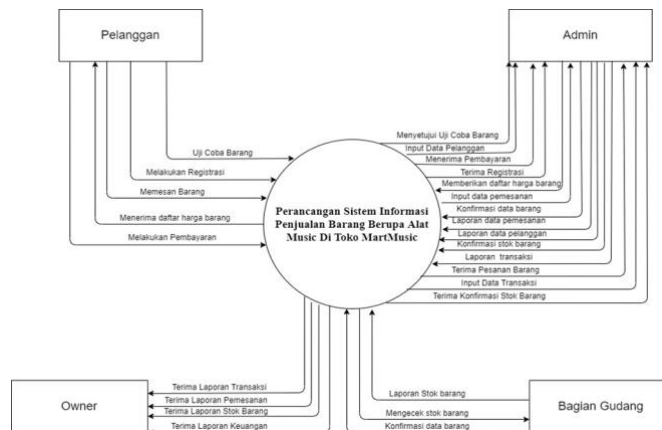 Pelanggan
Admin
Uji Coba Barang
Melakukan Registrasi
Memesan Barang
Menerima daftar harga barang
Melakukan Pembayaran
Perancangan Sistem Informasi
Penjualan Barang Berupa Alat
Music Di Toko MartMusic
Menyetujui Uji Coba Barang
Input Data Pelanggan
Menerima Pembayaran
Terima Registrasi
Memberikan daftar harga barang
Input data pemesanan
Konfirmasi data barang
Laporan data pemesanan
Laporan data pelanggan
Konfirmasi stok barang
Laporan transaksi
Terima Pesanan Barang
Input Data Transaksi
Terima Konfirmasi Stok Barang
Owner
Terima Laporan Transaksi
Terima Laporan Pemesanan
Terima Laporan Stok Barang
Terima Laporan Keuangan
Laporan Stok barang
Mengecek stok barang
Konfirmasi data barang
Bagian Gudang